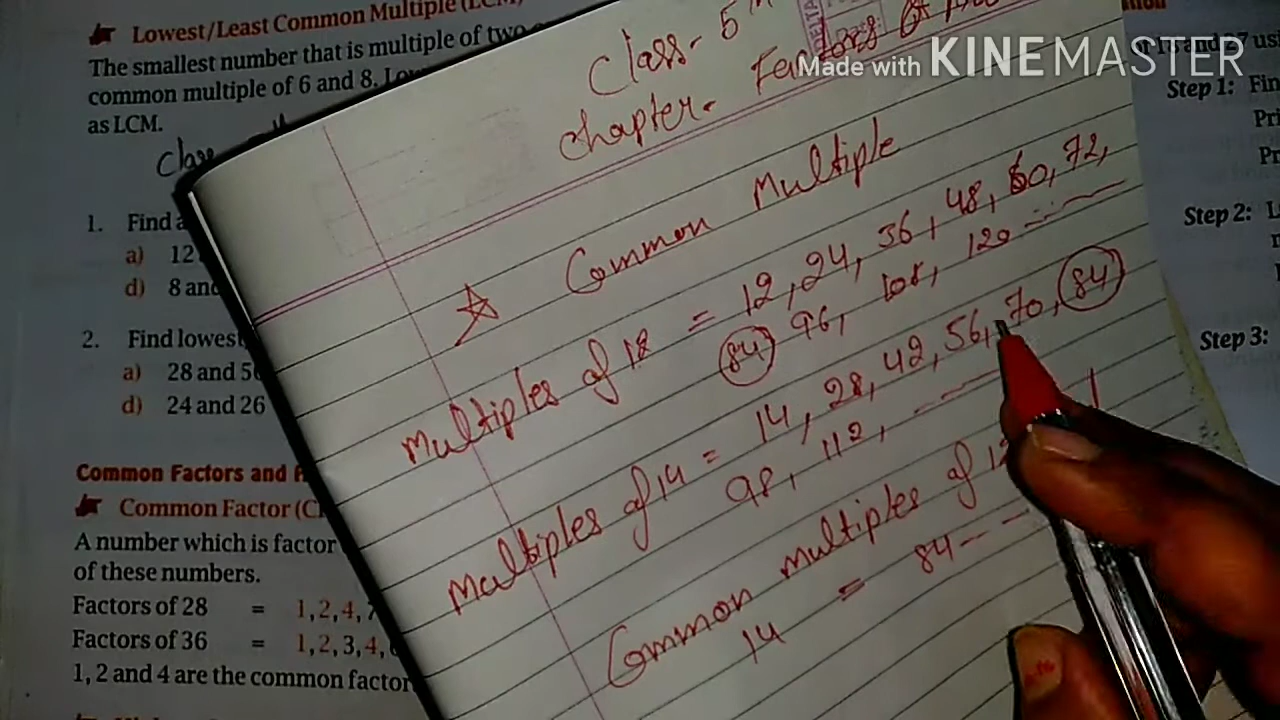 Lowest/Least Common Multiple
The smallest number that is multiple of two
common multiple of 6 and 8.
as LCM.
1. Find
a) 12
d) 8 and
2. Find lowest
a) 28 and
d) 24 and 26
Common Factors and
Common Factor
A number which is factor
of these numbers.
Factors of 28 = 1,2,4,
Factors of 36 = 1,2,3,4,
1, 2 and 4 are the common factor
Class- 5th
Chapter- Factors
Common Multiple
Multiples of 12 = 12, 24, 36, 48, 60, 72,
84, 96, 108, 120
Multiples of 14 = 14, 28, 42, 56, 70, 84
98, 112,
Common multiples of 12
14 = 84
Made with KINEMASTER
Step 1:
Step 2:
Step 3: